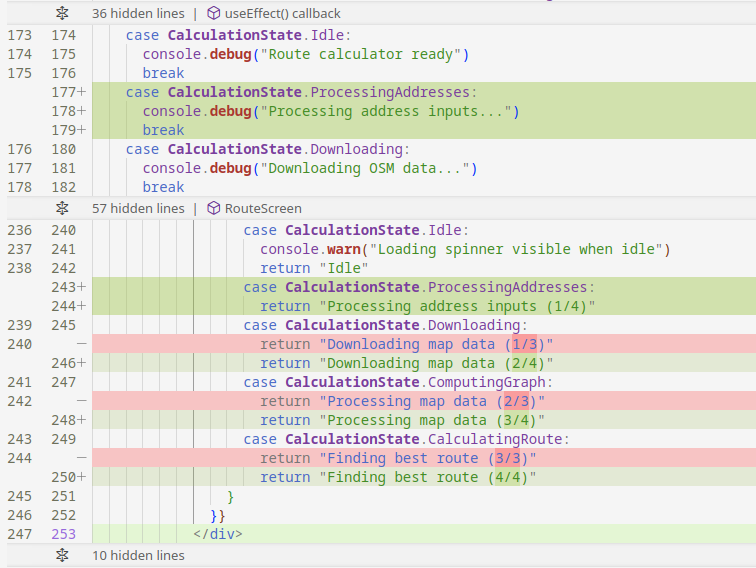 36 hidden lines | useEffect() callback
173 174 case CalculationState.Idle:
174 175 console.debug("Route calculator ready")
175 176 break
177+ case CalculationState.ProcessingAddresses:
178+ console.debug("Processing address inputs...")
179+ break
176 180 case CalculationState.Downloading:
177 181 console.debug("Downloading OSM data...")
178 182 break
57 hidden lines | RouteScreen
236 240 case CalculationState.Idle:
237 241 console.warn("Loading spinner visible when idle")
238 242 return "Idle"
243+ case CalculationState.ProcessingAddresses:
244+ return "Processing address inputs (1/4)"
239 245 case CalculationState.Downloading:
240 − return "Downloading map data (1/3)"
246+ return "Downloading map data (2/4)"
241 247 case CalculationState.ComputingGraph:
242 − return "Processing map data (2/3)"
248+ return "Processing map data (3/4)"
243 249 case CalculationState.CalculatingRoute:
244 − return "Finding best route (3/3)"
250+ return "Finding best route (4/4)"
245 251 }
246 252 }}
247 253 </div>
10 hidden lines